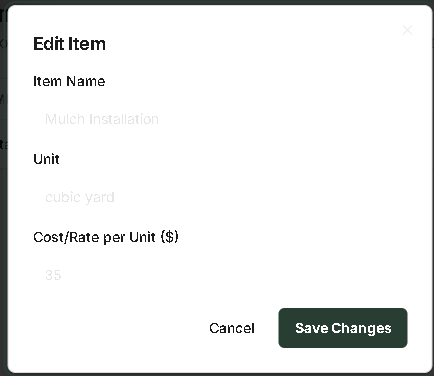 Edit Item
Item Name
Mulch Installation
Unit
cubic yard
Cost/Rate per Unit ($)
35
Cancel
Save Changes